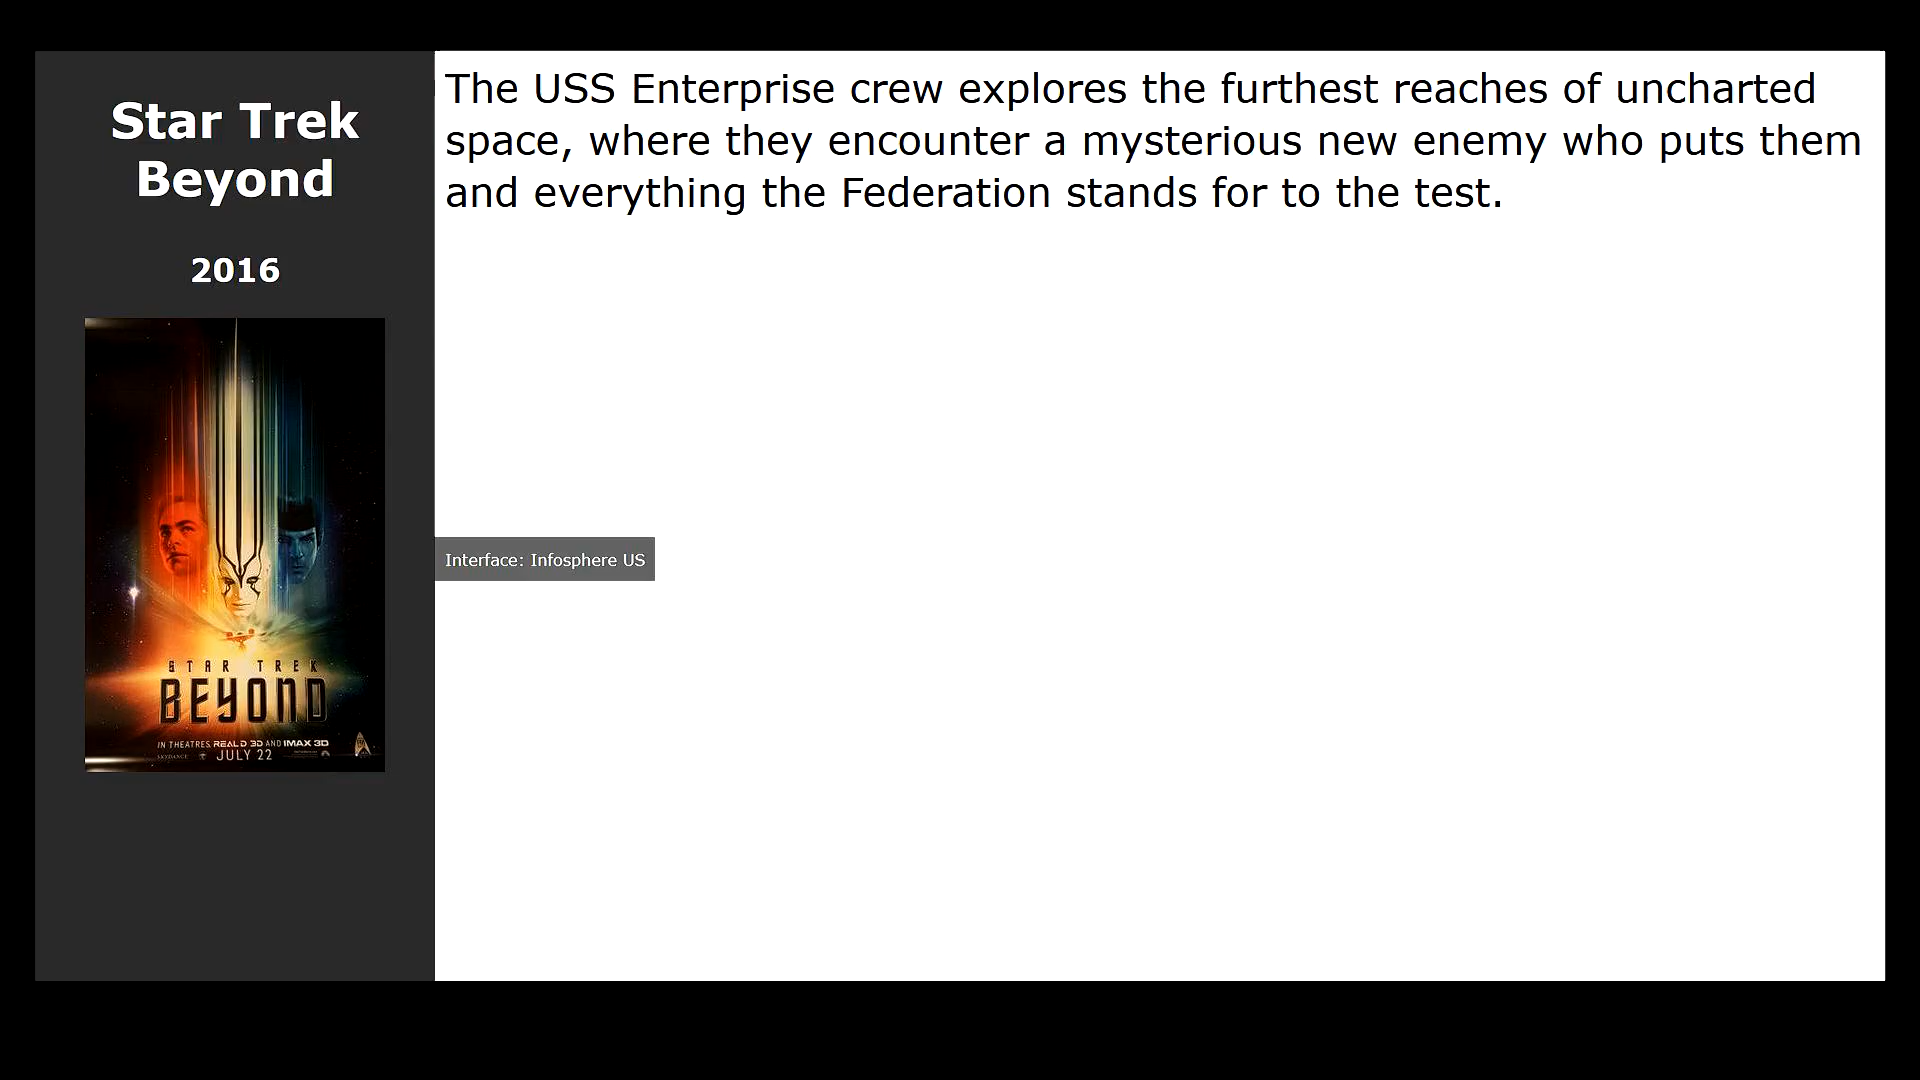 Star Trek
Beyond
2016
STAR TREK
BEYOND
IN THEATRES REALD 3D AND IMAX 3D
SKYDANCE
JULY 22
The USS Enterprise crew explores the furthest reaches of uncharted
space, where they encounter a mysterious new enemy who puts them
and everything the Federation stands for to the test.
Interface: Infosphere US